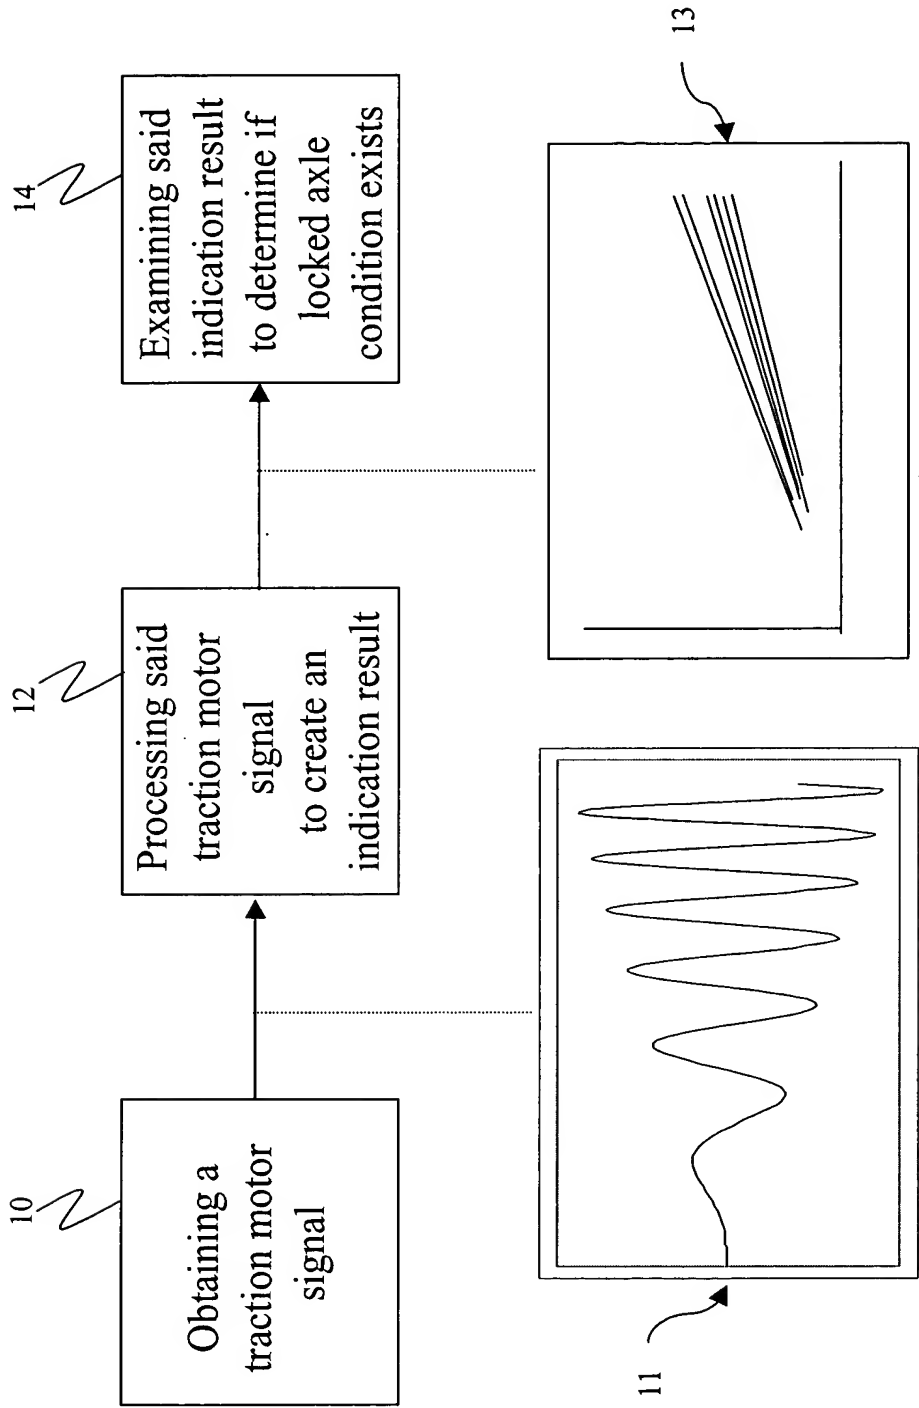 10
Obtaining a
traction motor
signal
12
Processing said
traction motor
signal
to create an
indication result
14
Examining said
indication result
to determine if
locked axle
condition exists
11
13